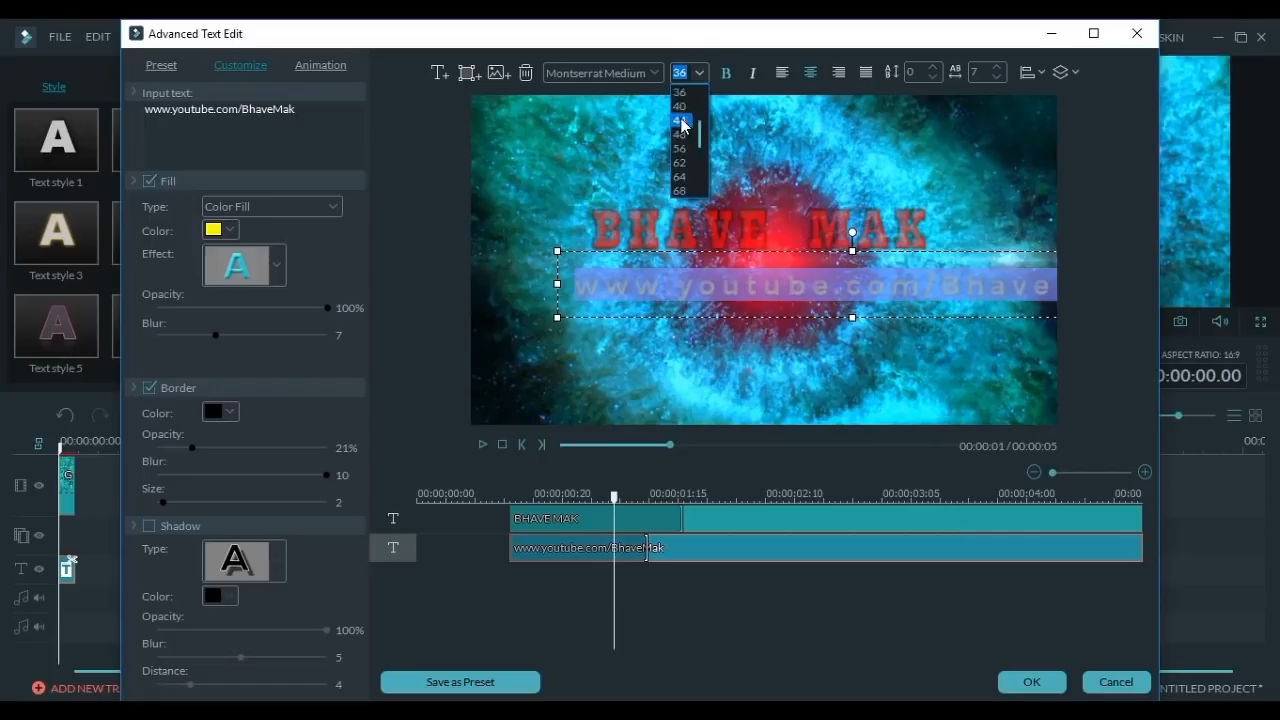 FILE EDIT
Advanced Text Edit
SKIN
Style
Text style 1
Text style 3
Text style 5
Preset Customize Animation
Input text:
www.youtube.com/BhaveMak
Fill
Type: Color Fill
Color:
Effect:
Opacity: 100%
Blur: 7
Border
Color:
Opacity: 21%
Blur: 10
Size: 2
Shadow
Type:
Color:
Opacity: 100%
Blur: 5
Distance: 4
Montserrat Medium 36 B I 0 7
36
40
44
48
56
62
64
68
BHAVE MAK
www.youtube.com/Bhave
00:00:01/00:00:05
00:00:00:00 00:00:00:20 00:00:01:15 00:00:02:10 00:00:03:05 00:00:04:00 00:00
T BHAVE MAK
T www.youtube.com/BhaveMak
Save as Preset OK Cancel
ASPECT RATIO: 16:9
0:00:00.00
00:00:00:00
00:0
T
ADD NEW TR
NTITLED PROJECT*